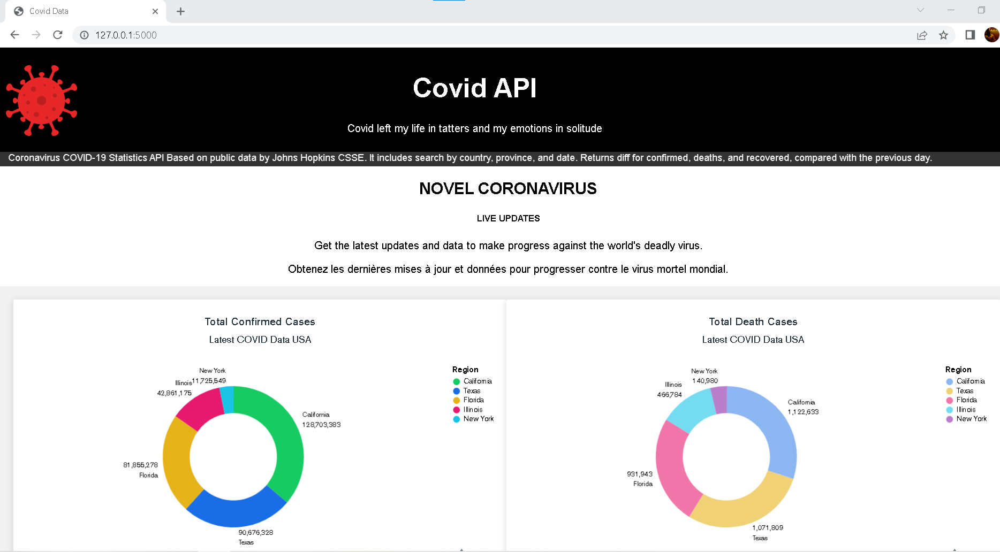 Covid Data
127.0.0.1:5000
Covid API
Covid left my life in tatters and my emotions in solitude
Coronavirus COVID-19 Statistics API Based on public data by Johns Hopkins CSSE. It includes search by country, province, and date. Returns diff for confirmed, deaths, and recovered, compared with the previous day.
NOVEL CORONAVIRUS
LIVE UPDATES
Get the latest updates and data to make progress against the world's deadly virus.
Obtenez les dernières mises à jour et données pour progresser contre le virus mortel mondial.
Total Confirmed Cases
Latest COVID Data USA
New York
11,725,549
Illinois
42,861,175
California
128,703,383
81,855,278
Florida
90,676,328
Texas
Region
California
Texas
Florida
Illinois
New York
Total Death Cases
Latest COVID Data USA
New York
140,980
Illinois
466,784
California
1,122,633
931,943
Florida
1,071,809
Texas
Region
California
Texas
Florida
Illinois
New York